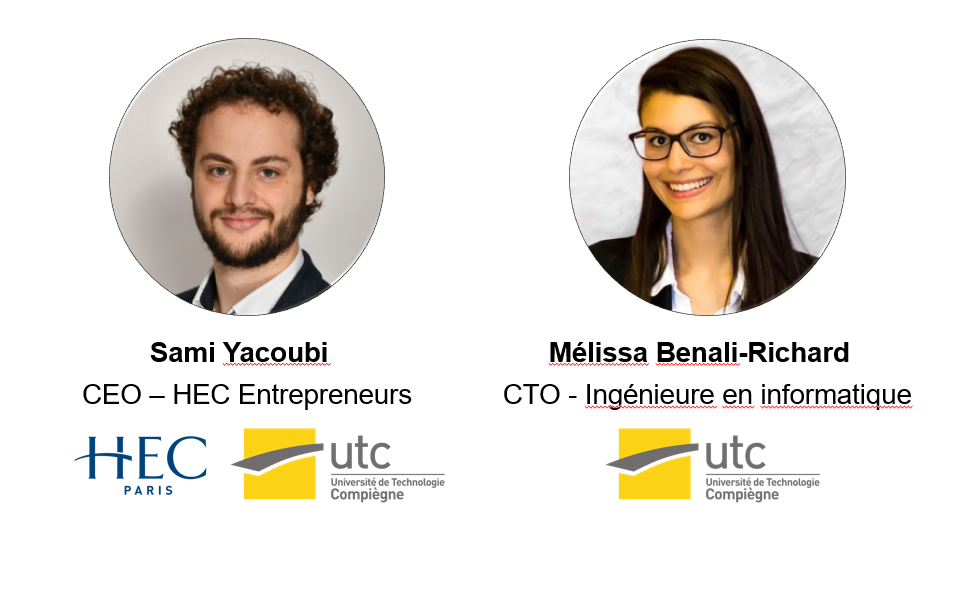 Sami Yacoubi
CEO – HEC Entrepreneurs
HEC
PARIS
utc
Université de Technologie
Compiègne
Mélissa Benali-Richard
CTO - Ingénieure en informatique
utc
Université de Technologie
Compiègne